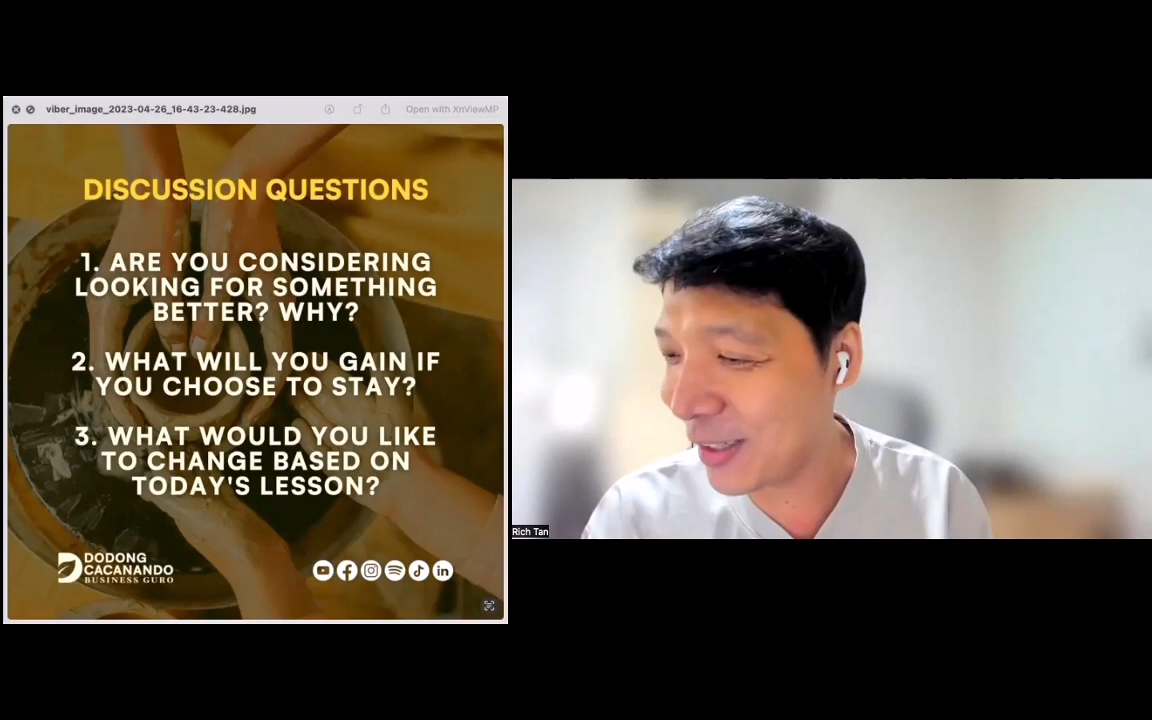 viber_image_2023-04-26_16-43-23-428.jpg
Open with XnViewMP
DISCUSSION QUESTIONS
1. ARE YOU CONSIDERING
LOOKING FOR SOMETHING
BETTER? WHY?
2. WHAT WILL YOU GAIN IF
YOU CHOOSE TO STAY?
3. WHAT WOULD YOU LIKE
TO CHANGE BASED ON
TODAY'S LESSON?
DODONG
CACANANDO
BUSINESS GURO
in
Rich Tan